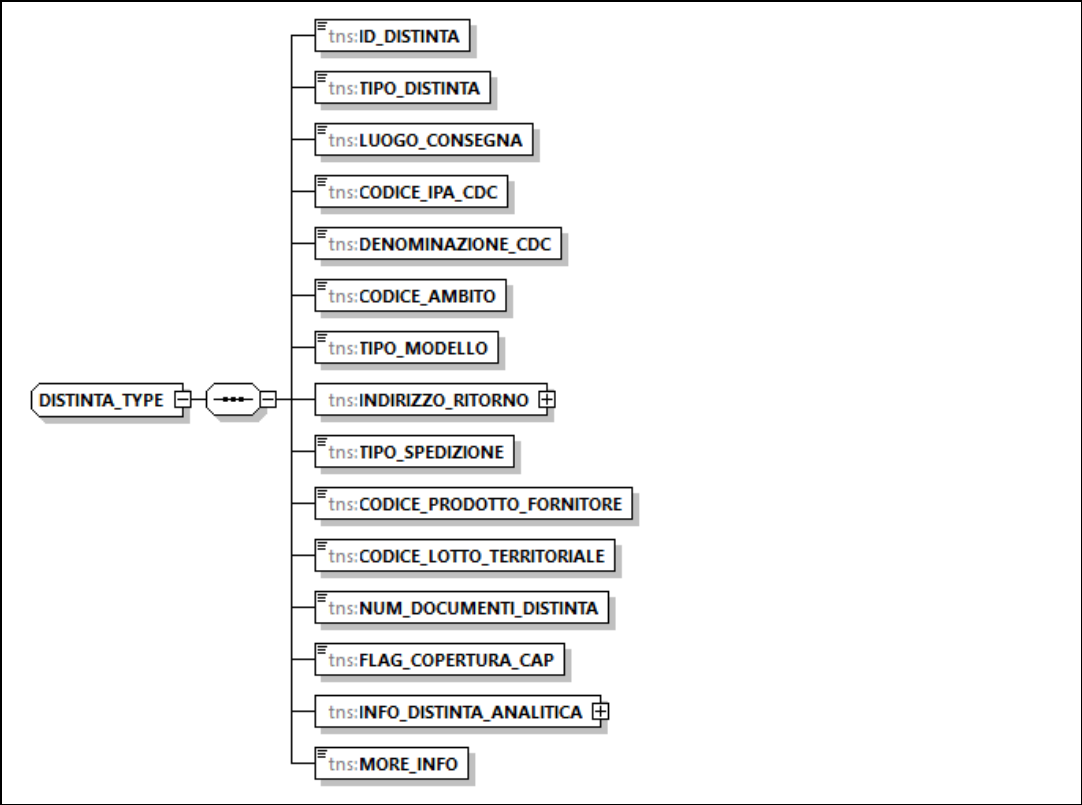 tns:ID_DISTINTA
tns:TIPO_DISTINTA
tns:LUOGO_CONSEGNA
tns:CODICE_IPA_CDC
tns:DENOMINAZIONE_CDC
tns:CODICE_AMBITO
tns:TIPO_MODELLO
DISTINTA_TYPE
tns:INDIRIZZO_RITORNO
tns:TIPO_SPEDIZIONE
tns:CODICE_PRODOTTO_FORNITORE
tns:CODICE_LOTTO_TERRITORIALE
tns:NUM_DOCUMENTI_DISTINTA
tns:FLAG_COPERTURA_CAP
tns:INFO_DISTINTA_ANALITICA
tns:MORE_INFO